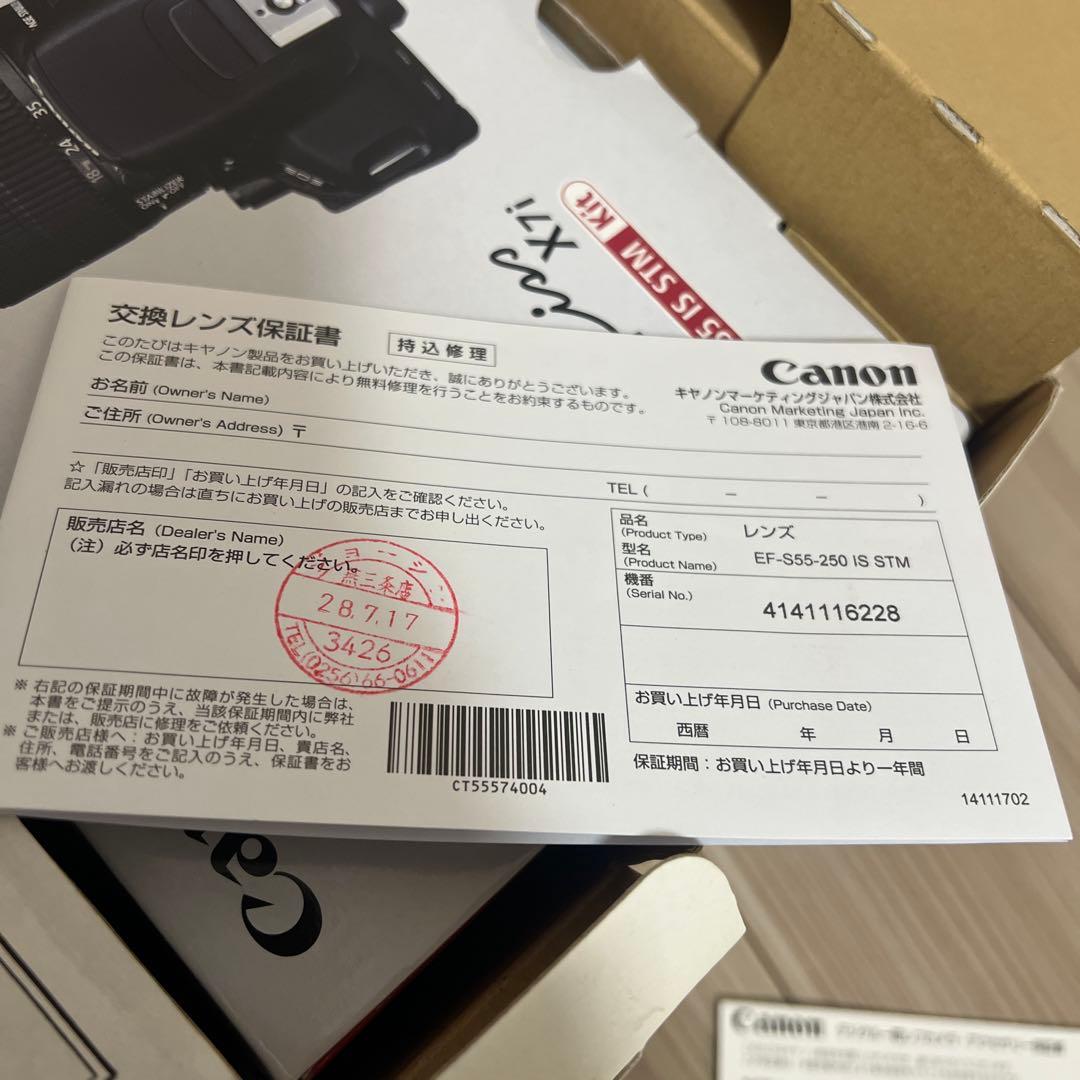 35
24
18
X7i
Kit
55 IS STM
交換レンズ保証書
持込修理
このたびはキヤノン製品をお買い上げいただき、誠にありがとうございます。
この保証書は、本書記載内容により無料修理を行うことをお約束するものです。
Canon
キヤノンマーケティングジャパン株式会社
Canon Marketing Japan Inc.
〒108-8011 東京都港区港南 2-16-6
お名前 (Owner's Name)
ご住所 (Owner's Address) 〒
TEL ( − − )
☆「販売店印」「お買い上げ年月日」の記入をご確認ください。
記入漏れの場合は直ちにお買い上げの販売店までお申し出ください。
販売店名 (Dealer's Name)
（注）必ず店名印を押してください。
燕三条店
28.7.17
3426
TEL(0256)66-0611
品名
(Product Type)
レンズ
型名
(Product Name)
EF-S55-250 IS STM
機番
(Serial No.)
4141116228
お買い上げ年月日 (Purchase Date)
西暦 年 月 日
保証期間：お買い上げ年月日より一年間
※ 右記の保証期間中に故障が発生した場合は、
本書をご提示のうえ、当該保証期間内に弊社
または、販売店に修理をご依頼ください。
※ ご販売店様へ：お買い上げ年月日、貴店名、
住所、電話番号をご記入のうえ、保証書をお
客様へお渡しください。
CT55574004
14111702
Canon